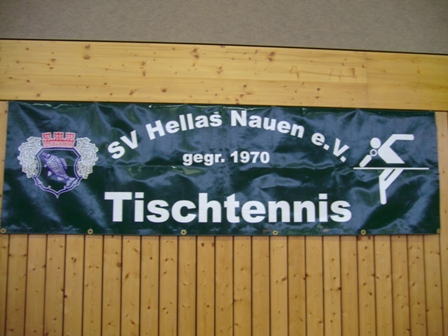 SV Hellas Nauen e.V.
gegr. 1970
Tischtennis